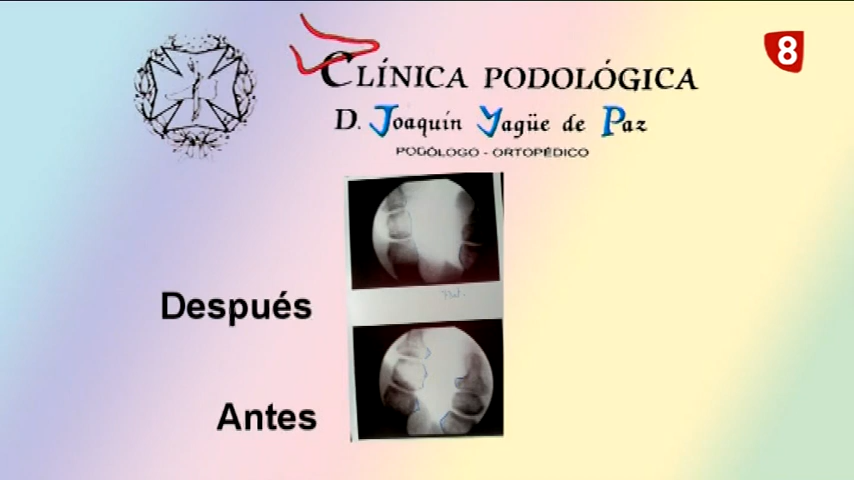 8
CLÍNICA PODOLÓGICA
D. Joaquín Yagüe de Paz
PODÓLOGO - ORTOPÉDICO
Después
Antes